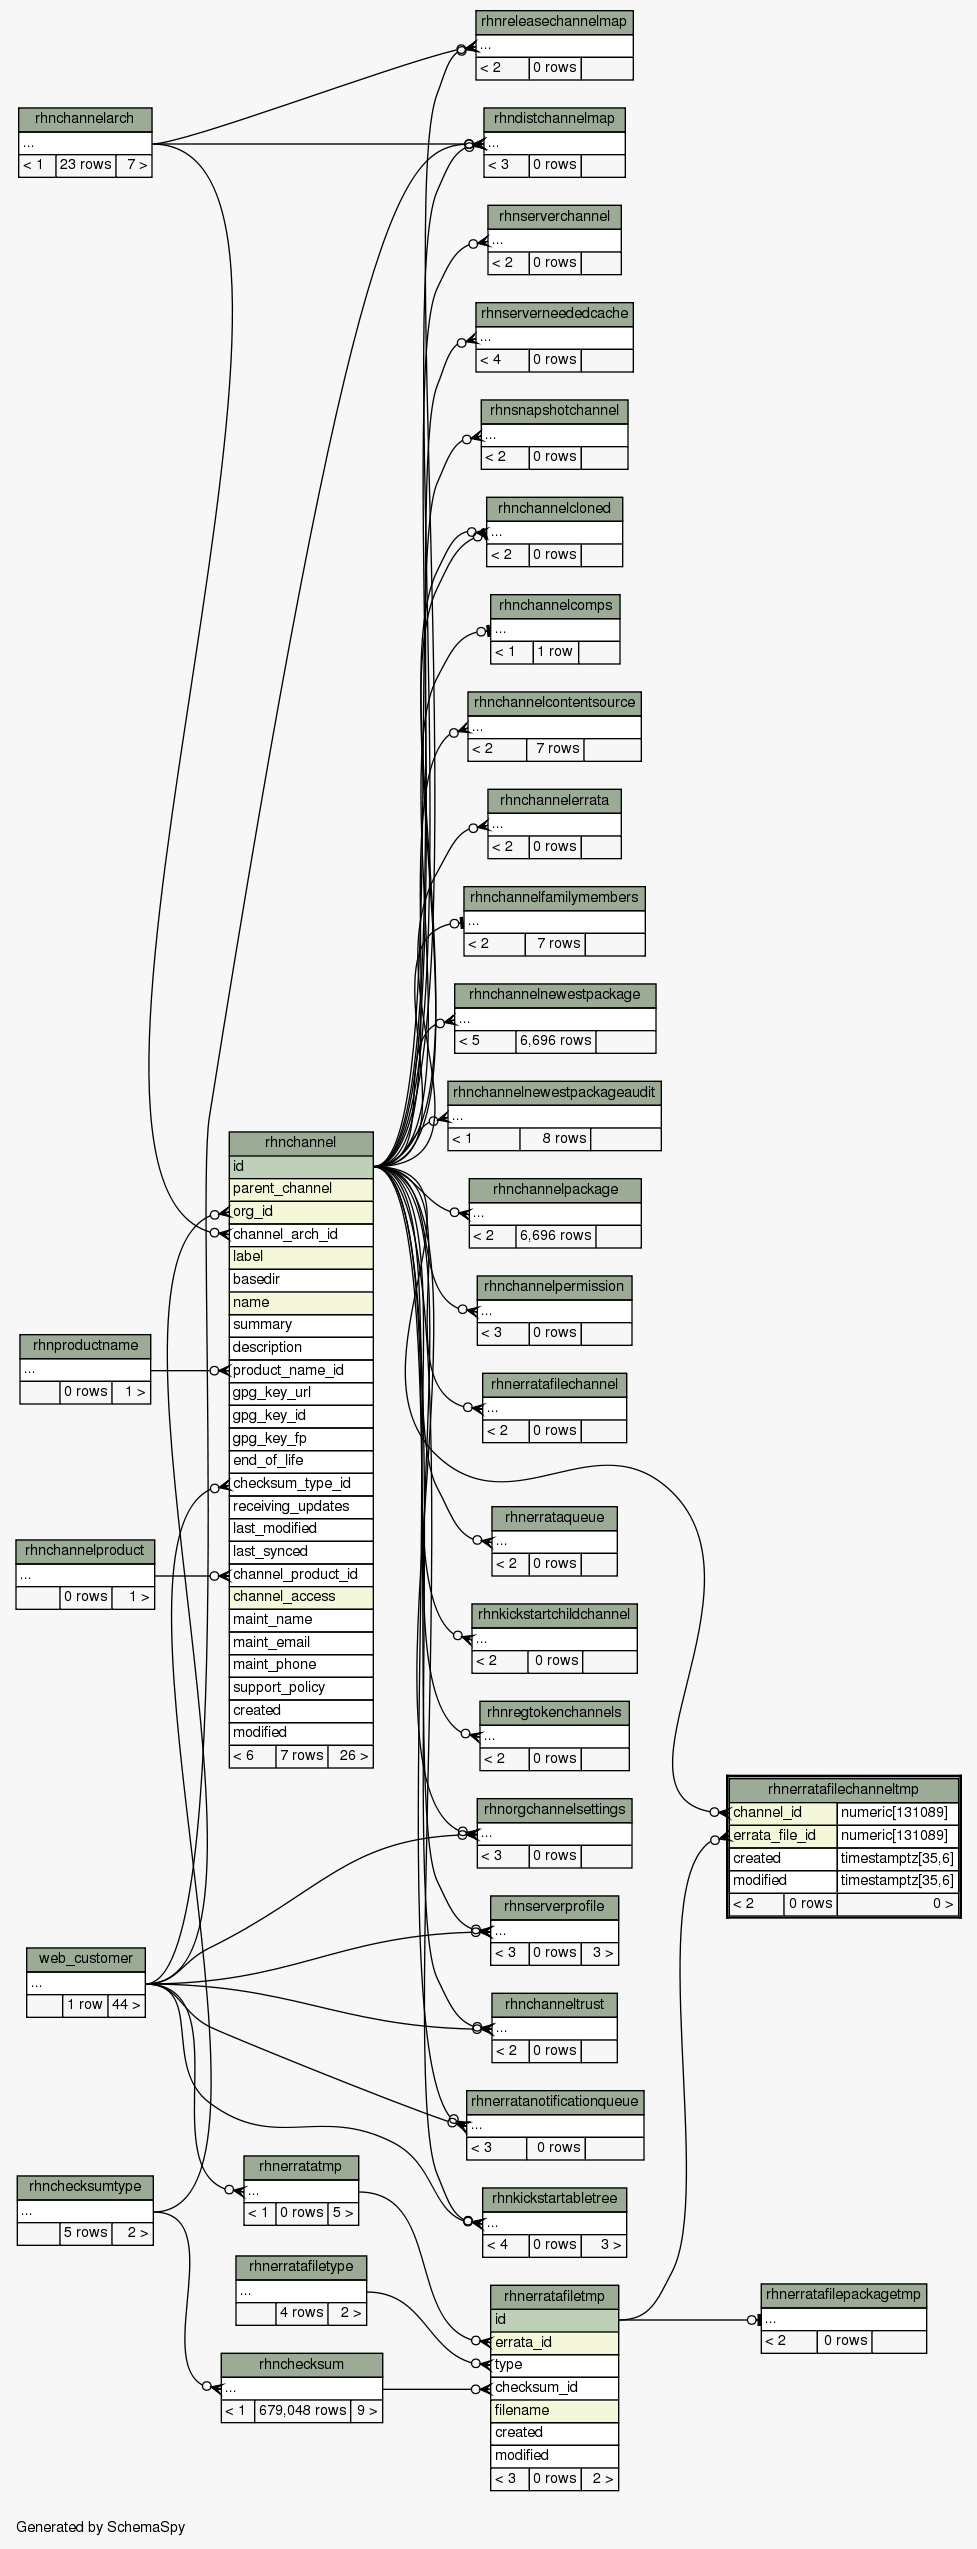 rhnreleasechannelmap
...
< 2 0 rows
rhnchannelarch
...
< 1 23 rows 7 >
rhndistchannelmap
...
< 3 0 rows
rhnserverchannel
...
< 2 0 rows
rhnserverneededcache
...
< 4 0 rows
rhnsnapshotchannel
...
< 2 0 rows
rhnchannelcloned
...
< 2 0 rows
rhnchannelcomps
...
< 1 1 row
rhnchannelcontentsource
...
< 2 7 rows
rhnchannelerrata
...
< 2 0 rows
rhnchannelfamilymembers
...
< 2 7 rows
rhnchannelnewestpackage
...
< 5 6,696 rows
rhnchannelnewestpackageaudit
...
< 1 8 rows
rhnchannel
id
parent_channel
org_id
channel_arch_id
label
basedir
name
summary
description
product_name_id
gpg_key_url
gpg_key_id
gpg_key_fp
end_of_life
checksum_type_id
receiving_updates
last_modified
last_synced
channel_product_id
channel_access
maint_name
maint_email
maint_phone
support_policy
created
modified
< 6 7 rows 26 >
rhnchannelpackage
...
< 2 6,696 rows
rhnchannelpermission
...
< 3 0 rows
rhnproductname
...
0 rows 1 >
rhnerratafilechannel
...
< 2 0 rows
rhnerrataqueue
...
< 2 0 rows
rhnchannelproduct
...
0 rows 1 >
rhnkickstartchildchannel
...
< 2 0 rows
rhnregtokenchannels
...
< 2 0 rows
rhnerratafilechanneltmp
channel_id numeric[131089]
errata_file_id numeric[131089]
created timestamptz[35,6]
modified timestamptz[35,6]
< 2 0 rows 0 >
rhnorgchannelsettings
...
< 3 0 rows
rhnserverprofile
...
< 3 0 rows 3 >
web_customer
...
1 row 44 >
rhnchanneltrust
...
< 2 0 rows
rhnerratanotificationqueue
...
< 3 0 rows
rhnerratatmp
...
< 1 0 rows 5 >
rhnchecksumtype
...
5 rows 2 >
rhnkickstartabletree
...
< 4 0 rows 3 >
rhnerratafiletype
...
4 rows 2 >
rhnerratafiletmp
id
errata_id
type
checksum_id
filename
created
modified
< 3 0 rows 2 >
rhnerratafilepackagetmp
...
< 2 0 rows
rhnchecksum
...
< 1 679,048 rows 9 >
Generated by SchemaSpy